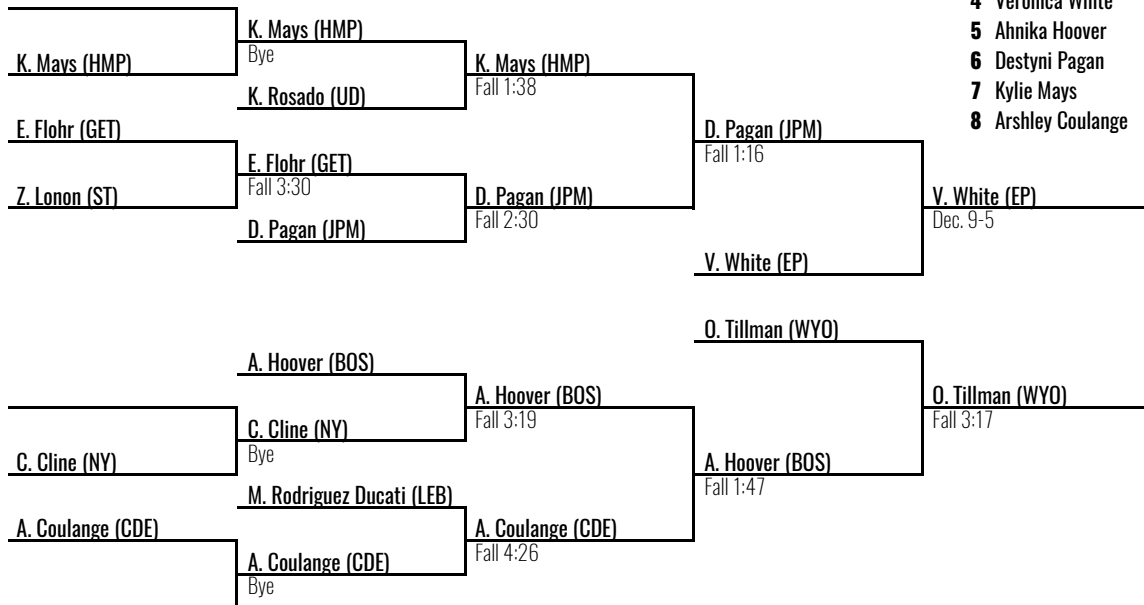 4 Veronica White
5 Ahnika Hoover
6 Destyni Pagan
7 Kylie Mays
8 Arshley Coulange
K. Mays (HMP)
K. Mays (HMP)
Bye
K. Rosado (UD)
K. Mays (HMP)
Fall 1:38
E. Flohr (GET)
Z. Lonon (ST)
E. Flohr (GET)
Fall 3:30
D. Pagan (JPM)
D. Pagan (JPM)
Fall 2:30
D. Pagan (JPM)
Fall 1:16
V. White (EP)
V. White (EP)
Dec. 9-5
O. Tillman (WYO)
A. Hoover (BOS)
C. Cline (NY)
C. Cline (NY)
Bye
A. Hoover (BOS)
Fall 3:19
M. Rodriguez Ducati (LEB)
A. Coulange (CDE)
A. Coulange (CDE)
Bye
A. Coulange (CDE)
Fall 4:26
A. Hoover (BOS)
Fall 1:47
O. Tillman (WYO)
Fall 3:17